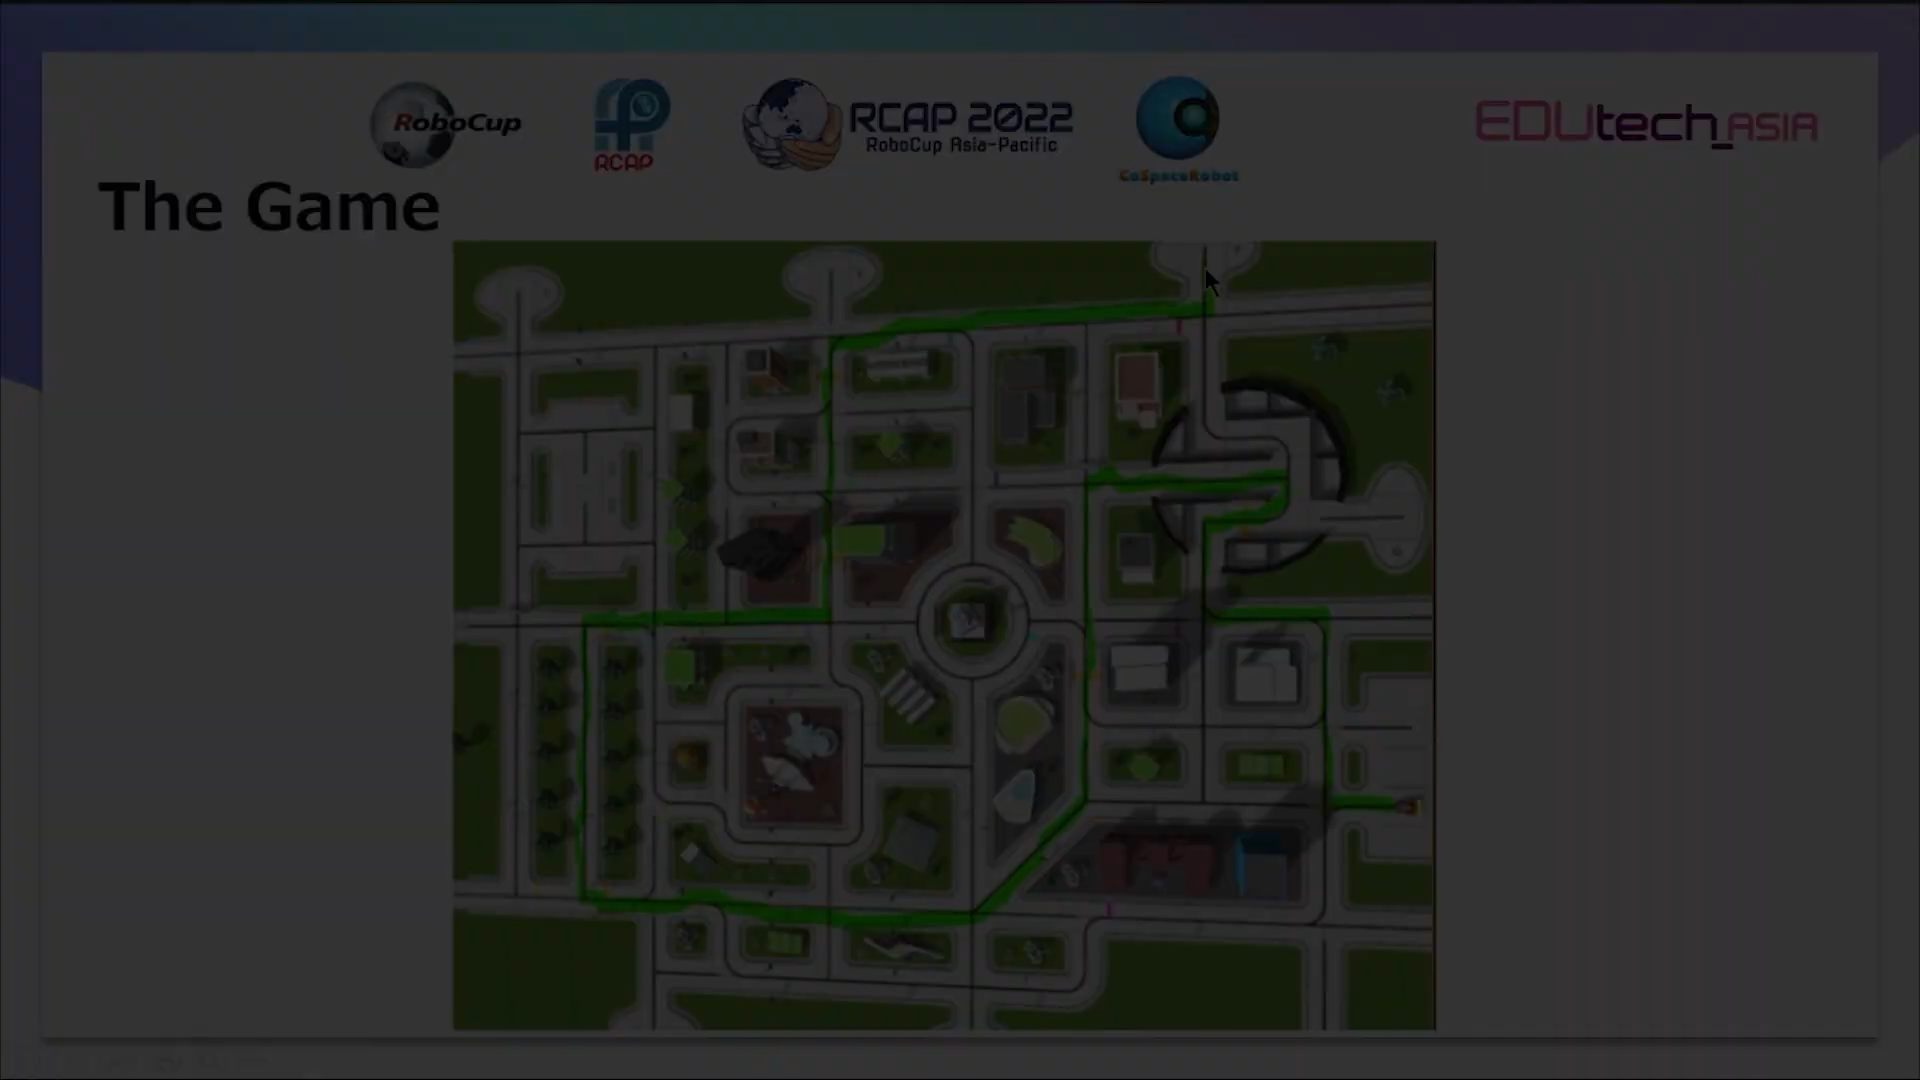 RoboCup
RCAP
RCAP 2022
RoboCup Asia-Pacific
CoSpaceRobot
EDUtech_ASIA
The Game